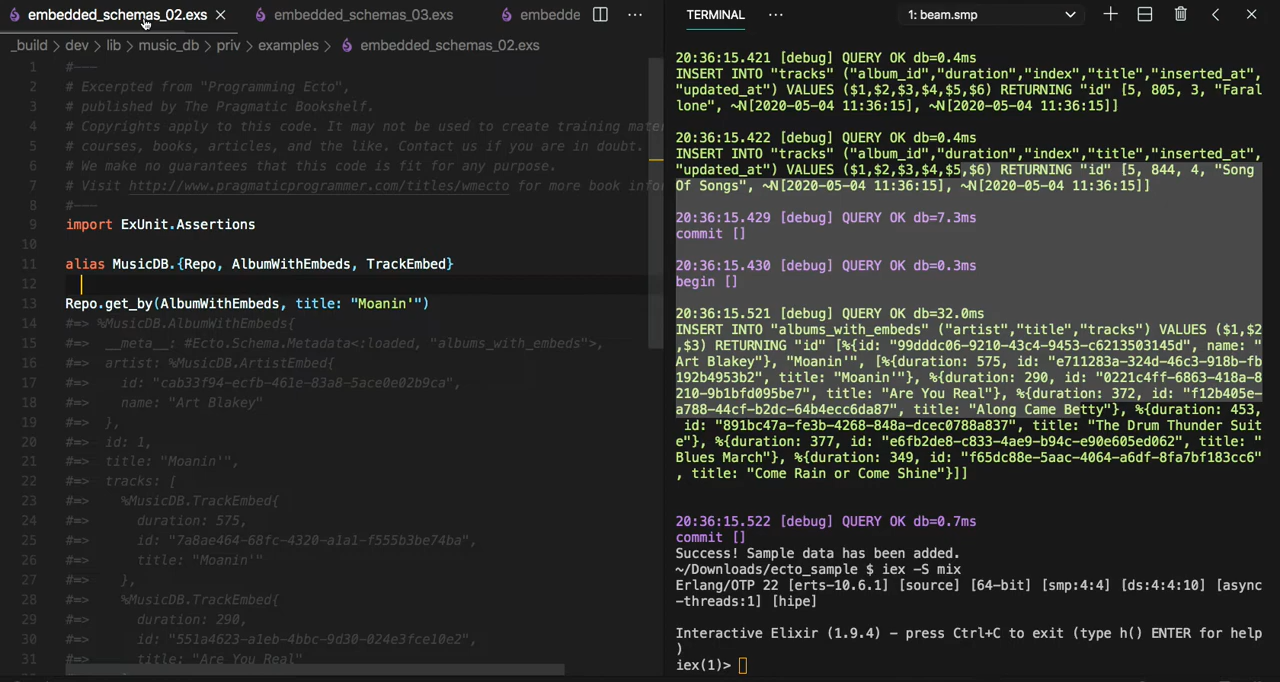 embedded_schemas_02.exs
embedded_schemas_03.exs
embedde
_build > dev > lib > music_db > priv > examples > embedded_schemas_02.exs
1 #---
2 # Excerpted from "Programming Ecto",
3 # published by The Pragmatic Bookshelf.
4 # Copyrights apply to this code. It may not be used to create training mate
5 # courses, books, articles, and the like. Contact us if you are in doubt.
6 # We make no guarantees that this code is fit for any purpose.
7 # Visit http://www.pragmaticprogrammer.com/titles/wmecto for more book info
8 #---
9 import ExUnit.Assertions
10
11 alias MusicDB.{Repo, AlbumWithEmbeds, TrackEmbed}
12
13 Repo.get_by(AlbumWithEmbeds, title: "Moanin'")
14 #=> %MusicDB.AlbumWithEmbeds{
15 #=> __meta__: #Ecto.Schema.Metadata<:loaded, "albums_with_embeds">,
16 #=> artist: %MusicDB.ArtistEmbed{
17 #=> id: "cab33f94-ecfb-461e-83a8-5ace0e02b9ca",
18 #=> name: "Art Blakey"
19 #=> },
20 #=> id: 1,
21 #=> title: "Moanin'",
22 #=> tracks: [
23 #=> %MusicDB.TrackEmbed{
24 #=> duration: 575,
25 #=> id: "7a8ae464-68fc-4320-a1a1-f555b3be74ba",
26 #=> title: "Moanin'"
27 #=> },
28 #=> %MusicDB.TrackEmbed{
29 #=> duration: 290,
30 #=> id: "551a4623-a1eb-4bbc-9d30-024e3fce10e2",
31 #=> title: "Are You Real"
TERMINAL
1: beam.smp
20:36:15.421 [debug] QUERY OK db=0.4ms
INSERT INTO "tracks" ("album_id","duration","index","title","inserted_at",
"updated_at") VALUES ($1,$2,$3,$4,$5,$6) RETURNING "id" [5, 805, 3, "Faral
lone", ~N[2020-05-04 11:36:15], ~N[2020-05-04 11:36:15]]
20:36:15.422 [debug] QUERY OK db=0.4ms
INSERT INTO "tracks" ("album_id","duration","index","title","inserted_at",
"updated_at") VALUES ($1,$2,$3,$4,$5,$6) RETURNING "id" [5, 844, 4, "Song
Of Songs", ~N[2020-05-04 11:36:15], ~N[2020-05-04 11:36:15]]
20:36:15.429 [debug] QUERY OK db=7.3ms
commit []
20:36:15.430 [debug] QUERY OK db=0.3ms
begin []
20:36:15.521 [debug] QUERY OK db=32.0ms
INSERT INTO "albums_with_embeds" ("artist","title","tracks") VALUES ($1,$2
,$3) RETURNING "id" [%{id: "99dddc06-9210-43c4-9453-c6213503145d", name: "
Art Blakey"}, "Moanin'", [%{duration: 575, id: "e711283a-324d-46c3-918b-fb
192b4953b2", title: "Moanin'"}, %{duration: 290, id: "0221c4ff-6863-418a-8
210-9b1bfd095be7", title: "Are You Real"}, %{duration: 372, id: "f12b405e-
a788-44cf-b2dc-64b4ecc6da87", title: "Along Came Betty"}, %{duration: 453,
id: "891bc47a-fe3b-4268-848a-dcec0788a837", title: "The Drum Thunder Suit
e"}, %{duration: 377, id: "e6fb2de8-c833-4ae9-b94c-e90e605ed062", title: "
Blues March"}, %{duration: 349, id: "f65dc88e-5aac-4064-a6df-8fa7bf183cc6"
, title: "Come Rain or Come Shine"}]]
20:36:15.522 [debug] QUERY OK db=0.7ms
commit []
Success! Sample data has been added.
~/Downloads/ecto_sample $ iex -S mix
Erlang/OTP 22 [erts-10.6.1] [source] [64-bit] [smp:4:4] [ds:4:4:10] [async
-threads:1] [hipe]
Interactive Elixir (1.9.4) - press Ctrl+C to exit (type h() ENTER for help
)
iex(1)>